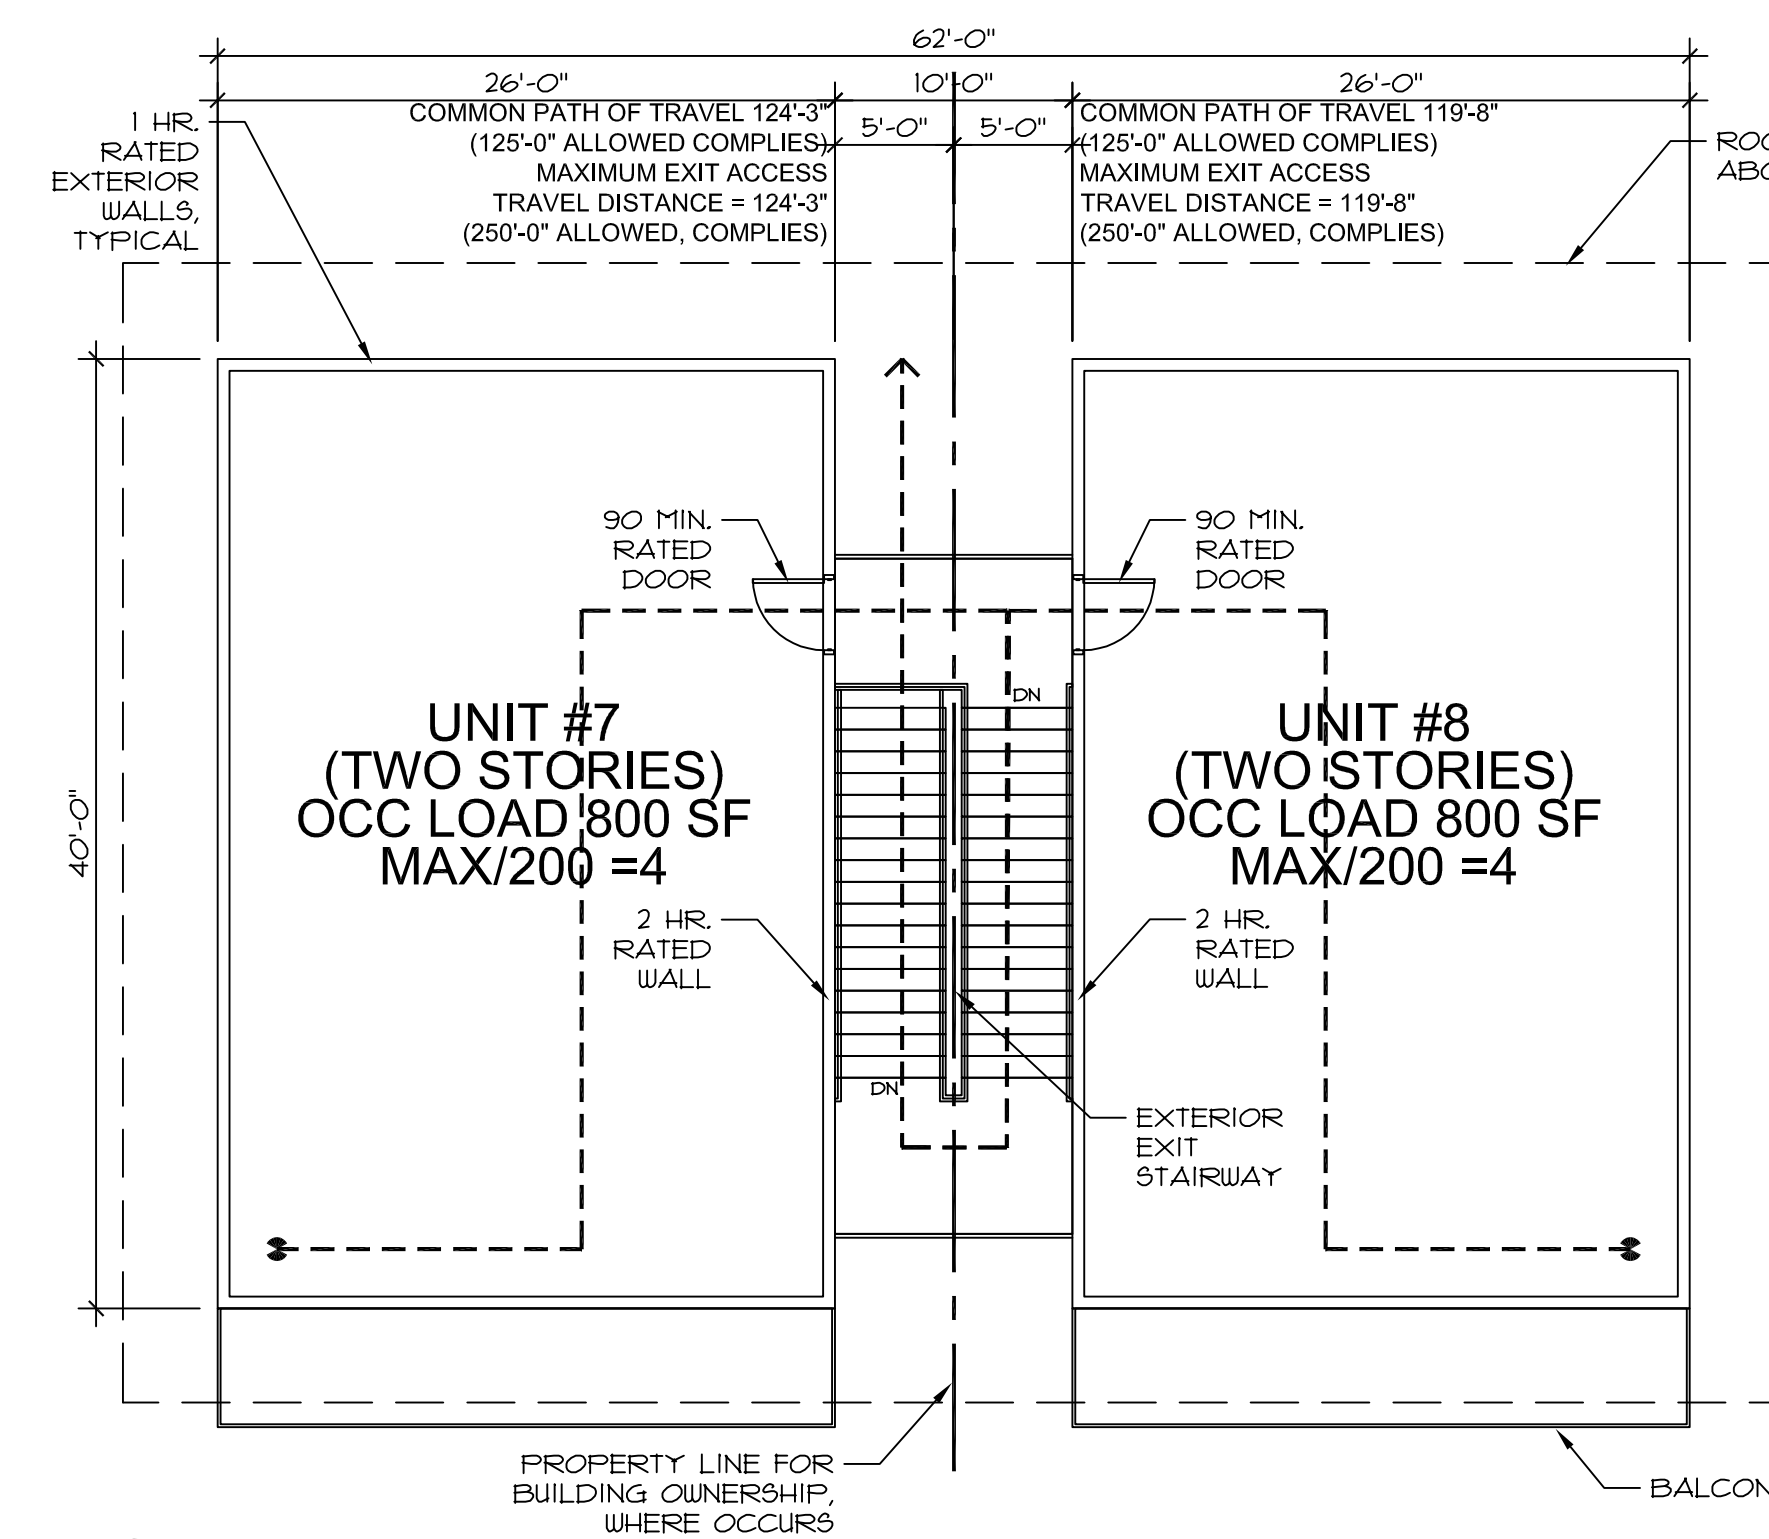 62'-0"
26'-0"
10'-0"
26'-0"
5'-0"
5'-0"
1 HR.
RATED
EXTERIOR
WALLS,
TYPICAL
COMMON PATH OF TRAVEL 124'-3"
(125'-0" ALLOWED COMPLIES)
MAXIMUM EXIT ACCESS
TRAVEL DISTANCE = 124'-3"
(250'-0" ALLOWED, COMPLIES)
COMMON PATH OF TRAVEL 119'-8"
(125'-0" ALLOWED COMPLIES)
MAXIMUM EXIT ACCESS
TRAVEL DISTANCE = 119'-8"
(250'-0" ALLOWED, COMPLIES)
40'-0"
90 MIN.
RATED
DOOR
90 MIN.
RATED
DOOR
UNIT #7
(TWO STORIES)
OCC LOAD 800 SF
MAX/200 =4
DN
UNIT #8
(TWO STORIES)
OCC LOAD 800 SF
MAX/200 =4
2 HR.
RATED
WALL
2 HR.
RATED
WALL
DN
EXTERIOR
EXIT
STAIRWAY
PROPERTY LINE FOR
BUILDING OWNERSHIP,
WHERE OCCURS